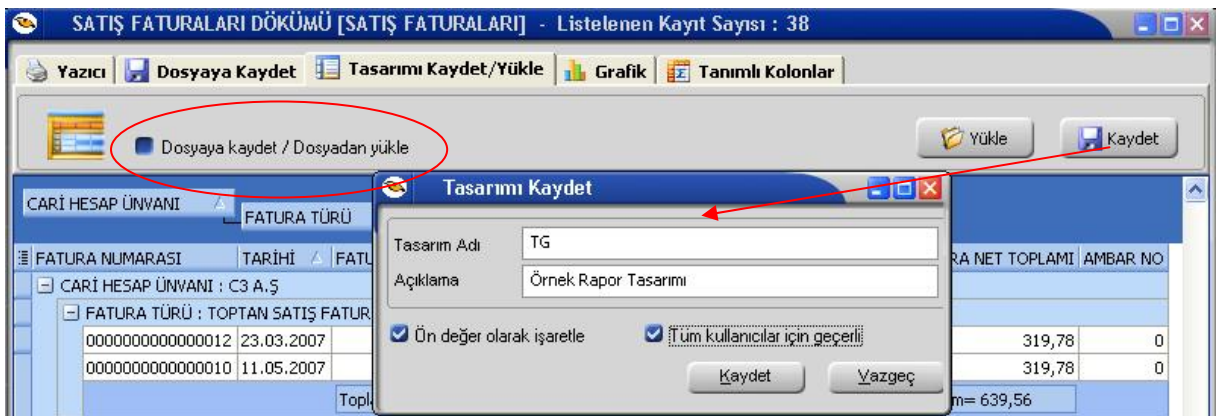 SATIŞ FATURALARI DÖKÜMÜ [SATIŞ FATURALARI] - Listelenen Kayıt Sayısı : 38
Yazıcı Dosyaya Kaydet Tasarımı Kaydet/Yükle Grafik Tanımlı Kolonlar
Dosyaya kaydet / Dosyadan yükle Yükle Kaydet
CARİ HESAP ÜNVANI
FATURA TÜRÜ
FATURA NUMARASI TARİHİ FATU RA NET TOPLAMI AMBAR NO
CARİ HESAP ÜNVANI : C3 A.Ş
FATURA TÜRÜ : TOPTAN SATIŞ FATUR
0000000000000012 23.03.2007 319,78 0
0000000000000010 11.05.2007 319,78 0
Topl m= 639,56
Tasarımı Kaydet
Tasarım Adı TG
Açıklama Örnek Rapor Tasarımı
Ön değer olarak işaretle Tüm kullanıcılar için geçerli
Kaydet Vazgeç